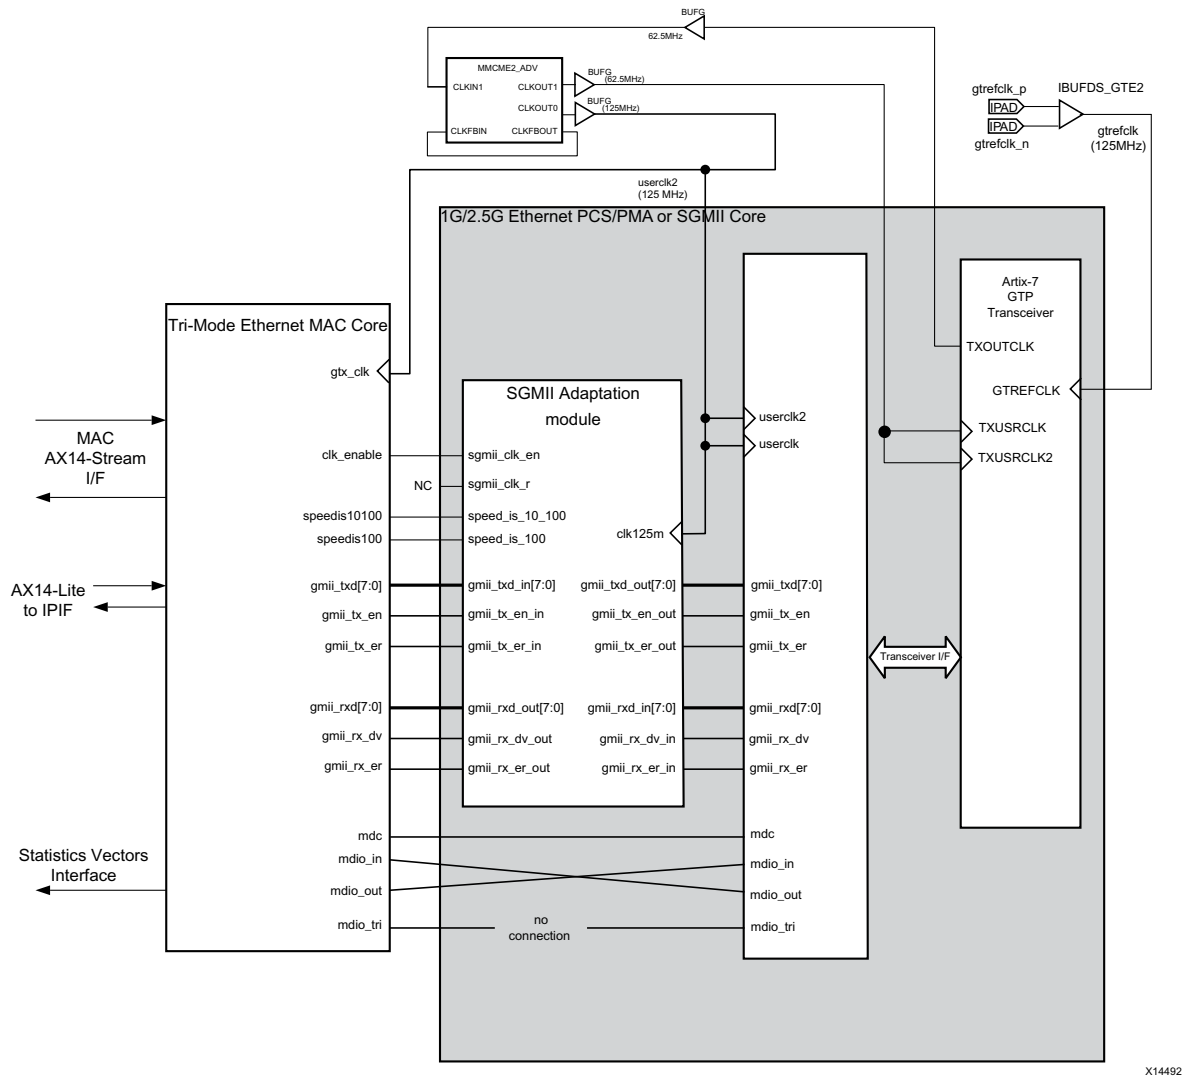 BUFG
62.5MHz
MMCME2_ADV
CLKIN1
CLKOUT1
CLKOUT0
CLKFBIN
CLKFBOUT
BUFG
(62.5MHz)
BUFG
(125MHz)
gtrefclk_p
IBUFDS_GTE2
IPAD
IPAD
gtrefclk_n
gtrefclk
(125MHz)
userclk2
(125 MHz)
1G/2.5G Ethernet PCS/PMA or SGMII Core
Tri-Mode Ethernet MAC Core
gtx_clk
clk_enable
NC
speedis10100
speedis100
gmii_txd[7:0]
gmii_tx_en
gmii_tx_er
gmii_rxd[7:0]
gmii_rx_dv
gmii_rx_er
mdc
mdio_in
mdio_out
mdio_tri
MAC
AX14-Stream
I/F
AX14-Lite
to IPIF
Statistics Vectors
Interface
SGMII Adaptation
module
sgmii_clk_en
sgmii_clk_r
speed_is_10_100
speed_is_100
clk125m
gmii_txd_in[7:0]
gmii_txd_out[7:0]
gmii_tx_en_in
gmii_tx_en_out
gmii_tx_er_in
gmii_tx_er_out
gmii_rxd_out[7:0]
gmii_rxd_in[7:0]
gmii_rx_dv_out
gmii_rx_dv_in
gmii_rx_er_out
gmii_rx_er_in
no
connection
userclk2
userclk
gmii_txd[7:0]
gmii_tx_en
gmii_tx_er
gmii_rxd[7:0]
gmii_rx_dv
gmii_rx_er
mdc
mdio_in
mdio_out
mdio_tri
Transceiver I/F
Artix-7
GTP
Transceiver
TXOUTCLK
GTREFCLK
TXUSRCLK
TXUSRCLK2
X14492